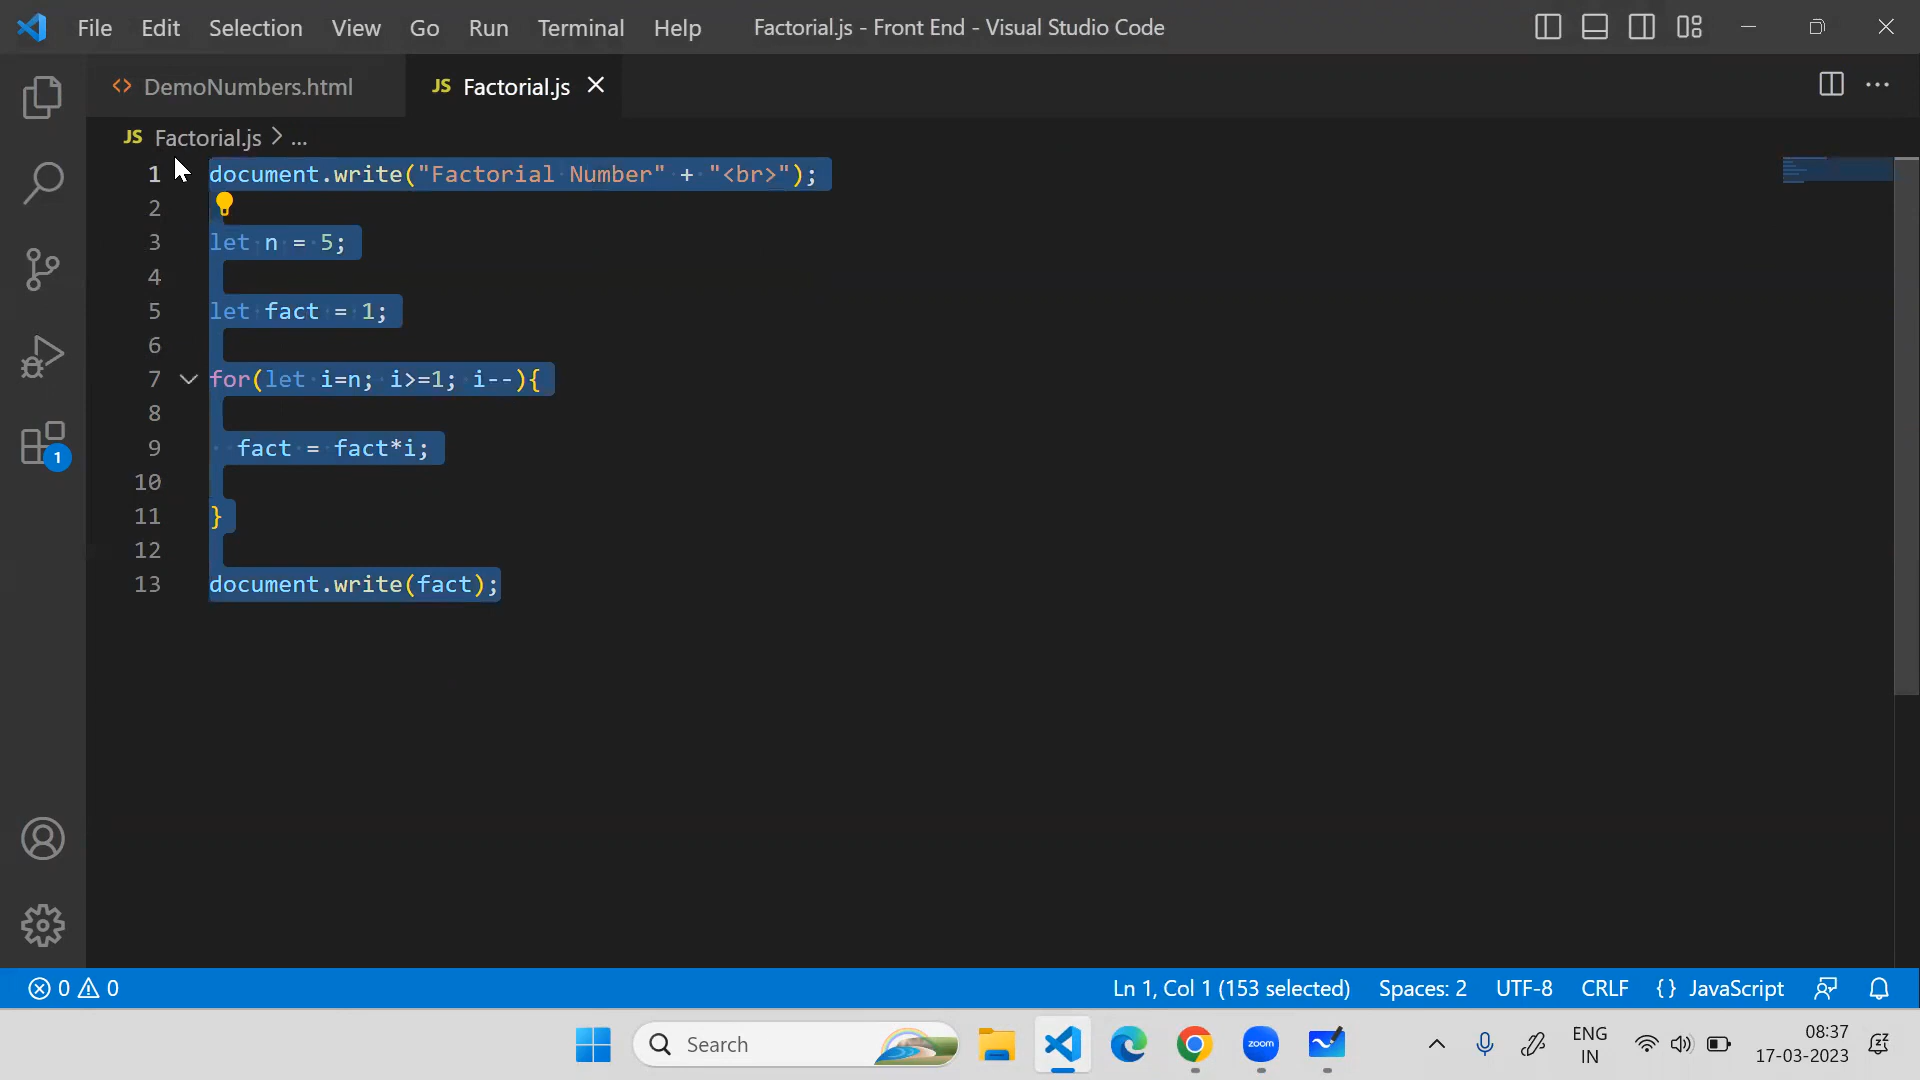 File Edit Selection View Go Run Terminal Help Factorial.js - Front End - Visual Studio Code
DemoNumbers.html JS Factorial.js
JS Factorial.js > ...
1 document.write("Factorial Number" + "<br>");
2
3 let n = 5;
4
5 let fact = 1;
6
7 for(let i=n; i>=1; i--){
8
9 fact = fact*i;
10
11 }
12
13 document.write(fact);
1
0 0 Ln 1, Col 1 (153 selected) Spaces: 2 UTF-8 CRLF {} JavaScript
Search zoom ENG IN 08:37
17-03-2023